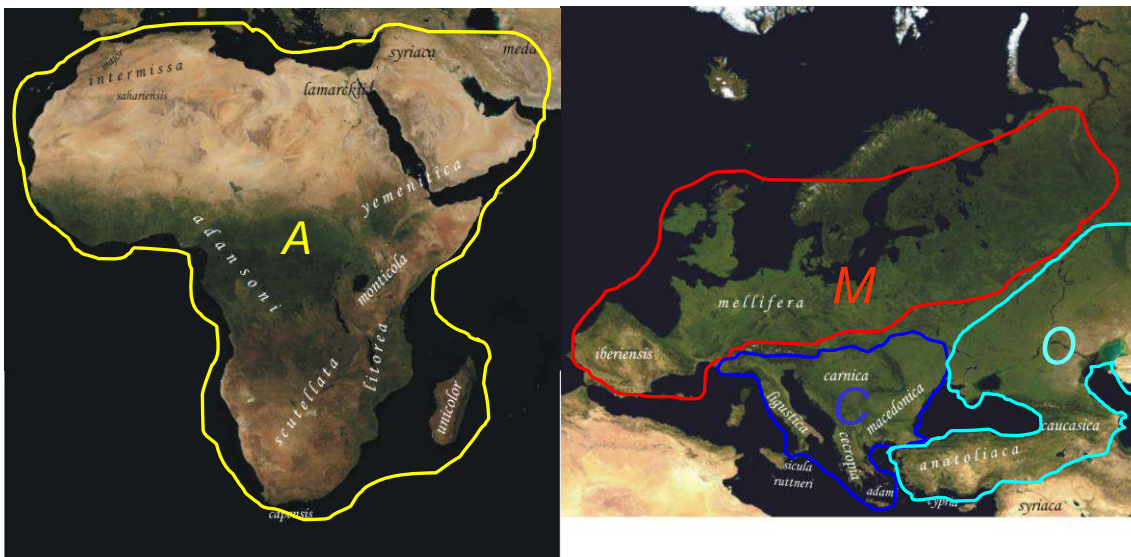 major
intermissa
sahariensis
lamarckii
syriaca
meda
yemenitica
A
adansoni
monticola
litorea
scutellata
unicolor
capensis
M
mellifera
iberiensis
O
carnica
C
ligustica
macedonica
cecropia
caucasica
anatoliaca
sicula
ruttneri
adam
cypria
syriaca